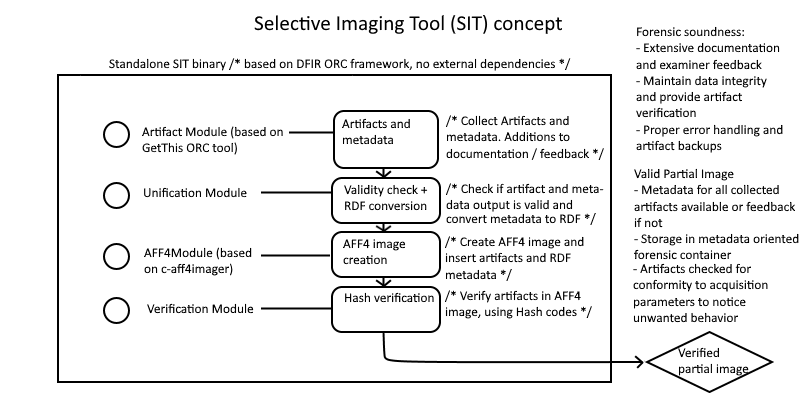 Selective Imaging Tool (SIT) concept
Standalone SIT binary /* based on DFIR ORC framework, no external dependencies */
Artifact Module (based on
GetThis ORC tool)
Artifacts and
metadata
/* Collect Artifacts and
metadata. Additions to
documentation / feedback */
Unification Module
Validity check +
RDF conversion
/* Check if artifact and meta-
data output is valid and
convert metadata to RDF */
AFF4Module (based
on c-aff4imager)
AFF4 image
creation
/* Create AFF4 image and
insert artifacts and RDF
metadata */
Verification Module
Hash verification
/* Verify artifacts in AFF4
image, using Hash codes */
Forensic soundness:
- Extensive documentation
and examiner feedback
- Maintain data integrity
and provide artifact
verification
- Proper error handling and
artifact backups
Valid Partial Image
- Metadata for all collected
artifacts available or feedback
if not
- Storage in metadata oriented
forensic container
- Artifacts checked for
conformity to acquisition
parameters to notice
unwanted behavior
Verified
partial image